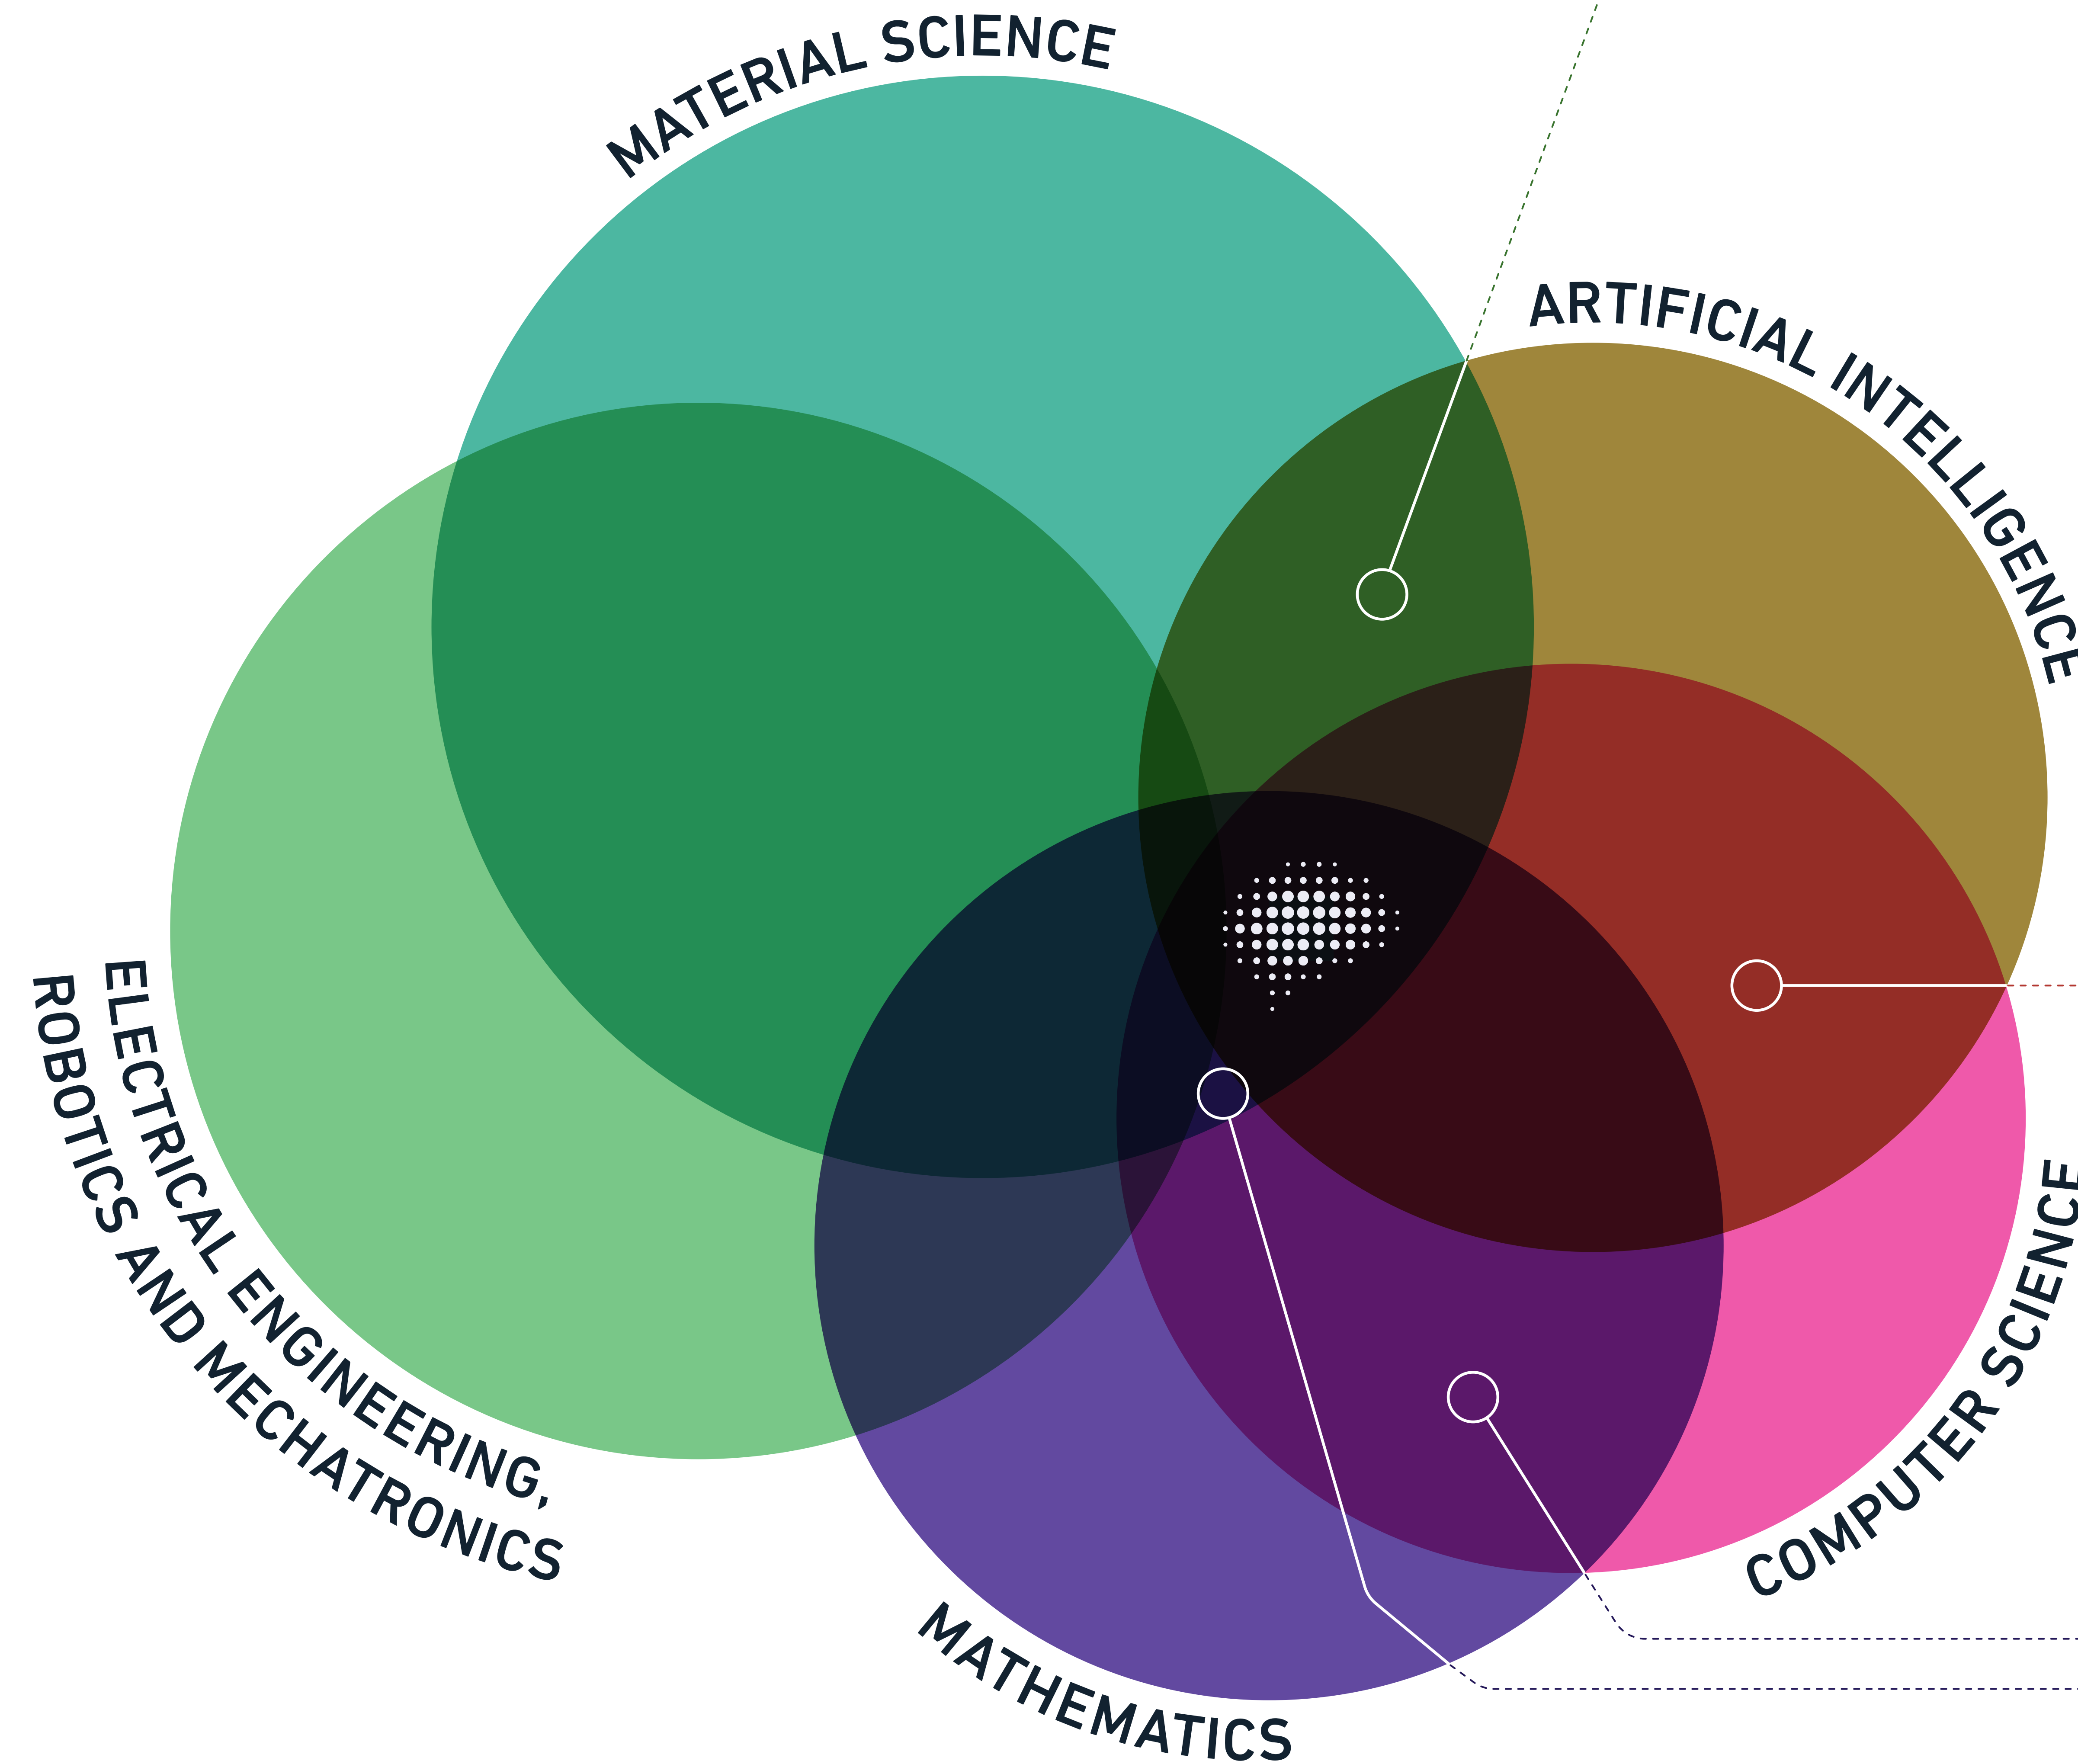 MATERIAL SCIENCE
ARTIFICIAL INTELLIGENCE
ELECTRICAL ENGINEERING,
ROBOTICS AND MECHATRONICS
COMPUTER SCIENCE
MATHEMATICS